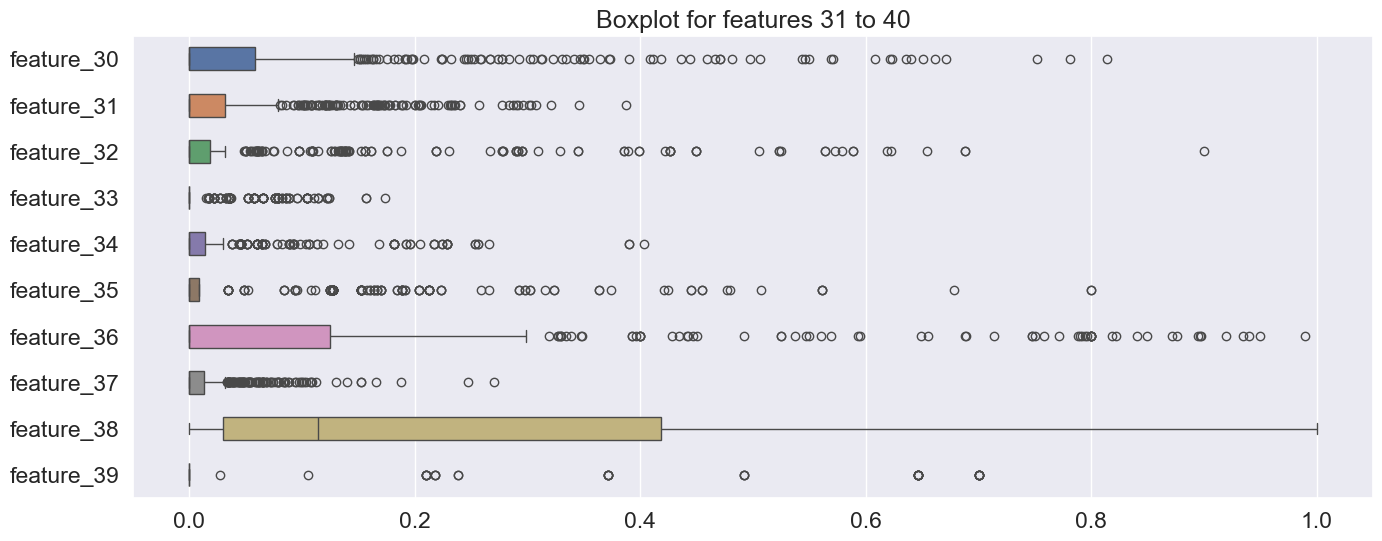 Boxplot for features 31 to 40
feature_30
feature_31
feature_32
feature_33
feature_34
feature_35
feature_36
feature_37
feature_38
feature_39
0.0 0.2 0.4 0.6 0.8 1.0